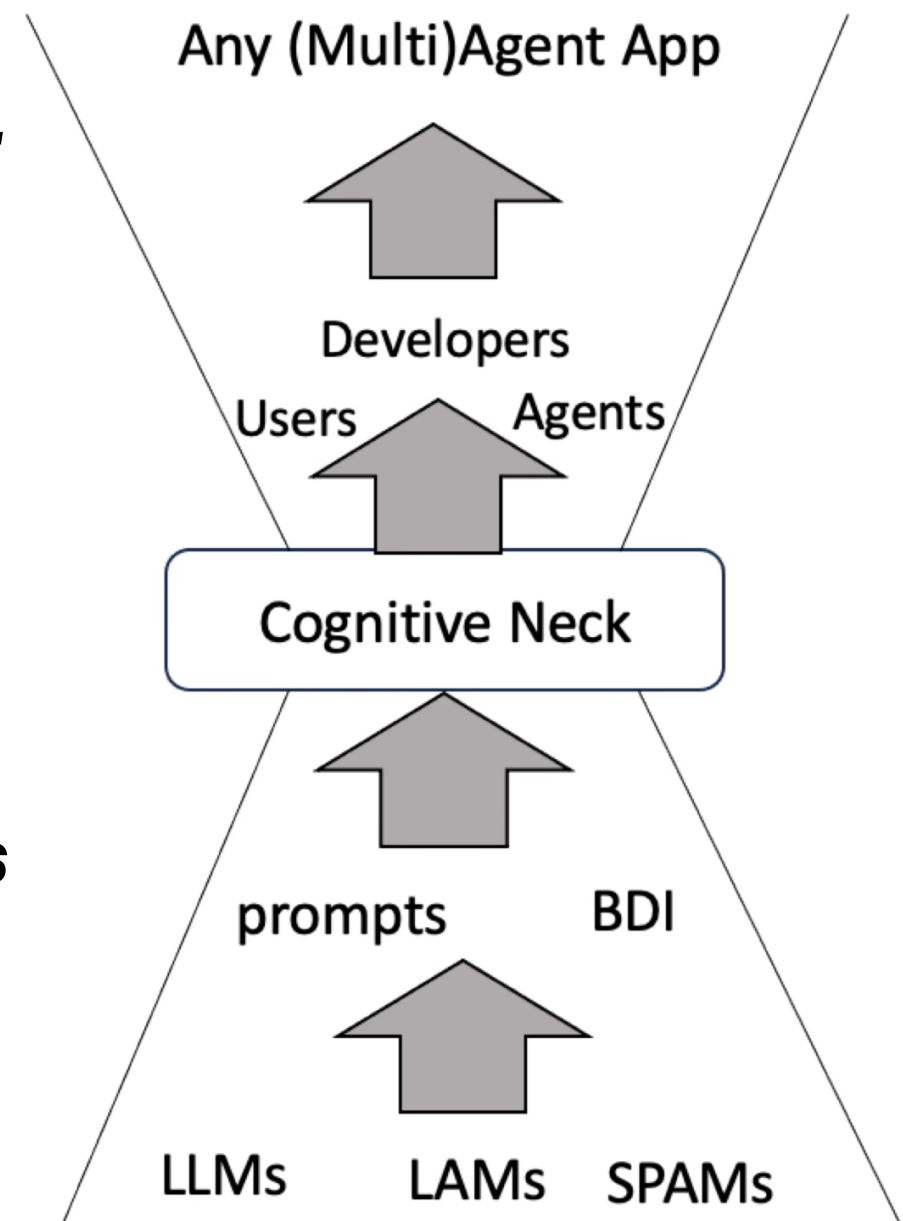 Any (Multi)Agent App
Developers
Users Agents
Cognitive Neck
prompts BDI
LLMs LAMs SPAMs